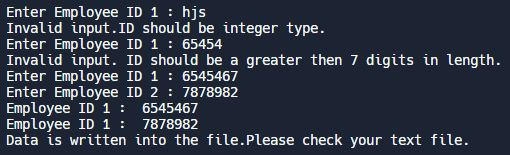 Enter Employee ID 1 : hjs
Invalid input.ID should be integer type.
Enter Employee ID 1 : 65454
Invalid input. ID should be a greater then 7 digits in length.
Enter Employee ID 1 : 6545467
Enter Employee ID 2 : 7878982
Employee ID 1 :  6545467
Employee ID 1 :  7878982
Data is written into the file.Please check your text file.